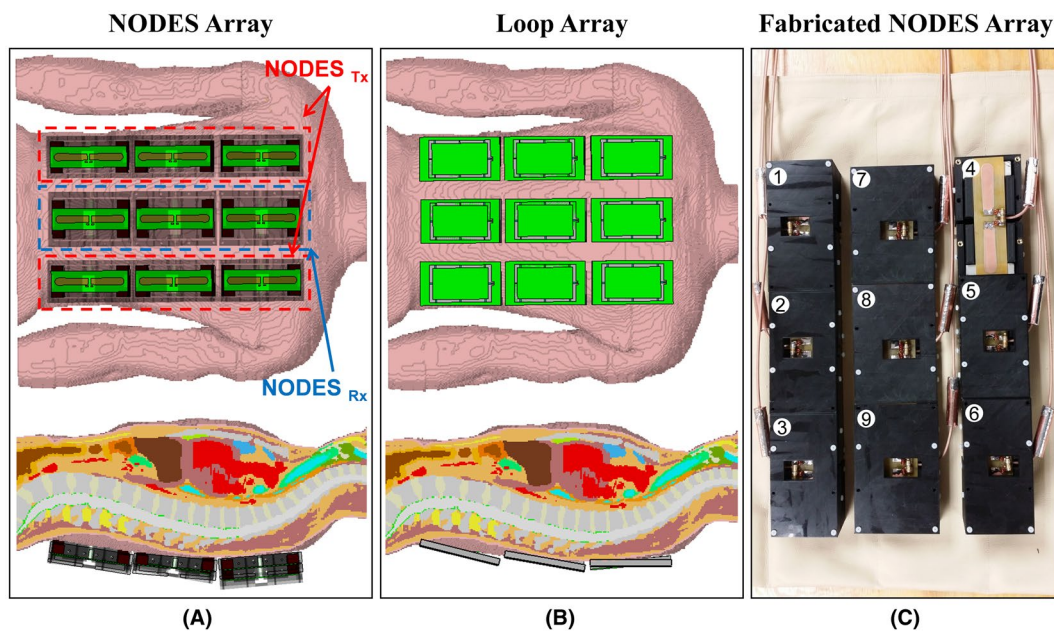 NODES Array
Loop Array
Fabricated NODES Array
NODES Tx
NODES Rx
1
7
4
2
8
5
3
9
6
(A)
(B)
(C)